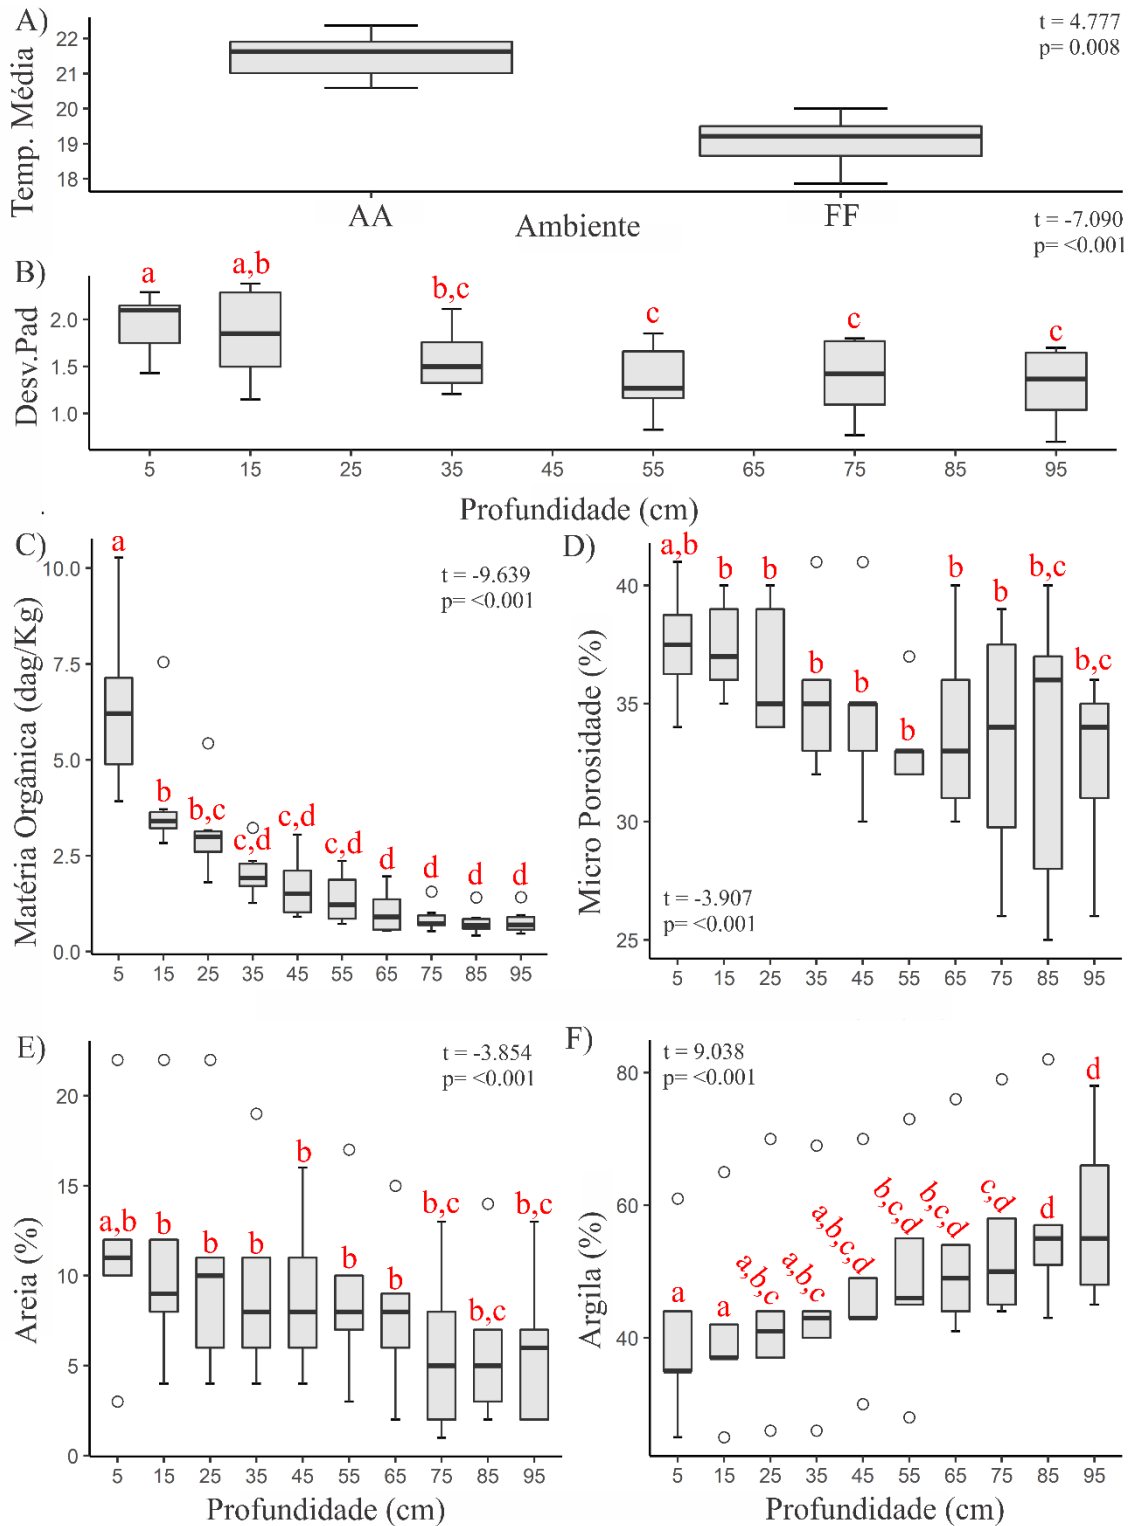 A)
t = 4.777
p= 0.008
Temp. Média
22
21
20
19
18
AA
FF
Ambiente
t = -7.090
p= <0.001
B)
a
a,b
b,c
c
c
c
Desv.Pad
2.0
1.5
1.0
5 15 25 35 45 55 65 75 85 95
Profundidade (cm)
C)
a
t = -9.639
p= <0.001
Matéria Orgânica (dag/Kg)
10.0
7.5
5.0
2.5
0.0
b
b,c
c,d
c,d
c,d
d
d
d
d
5 15 25 35 45 55 65 75 85 95
D)
a,b
b
b
b
b
b
b
b
b,c
b,c
Micro Porosidade (%)
40
35
30
25
t = -3.907
p= <0.001
5 15 25 35 45 55 65 75 85 95
E)
t = -3.854
p= <0.001
Areia (%)
20
15
10
5
0
a,b
b
b
b
b
b
b
b,c
b,c
b,c
5 15 25 35 45 55 65 75 85 95
Profundidade (cm)
F)
t = 9.038
p= <0.001
Argila (%)
80
60
40
a
a
a,b,c
a,b,c
a,b,c,d
b,c,d
b,c,d
c,d
d
d
5 15 25 35 45 55 65 75 85 95
Profundidade (cm)